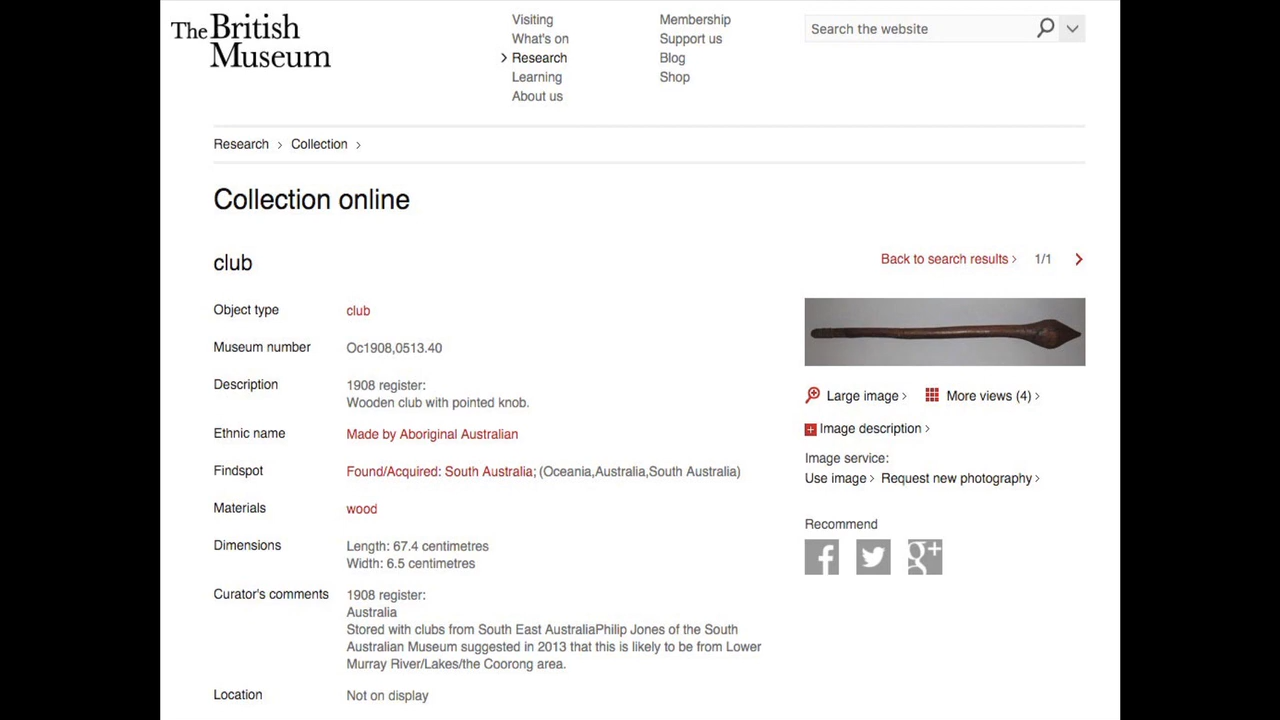 The British
Museum
Visiting
What's on
Research
Learning
About us
Membership
Support us
Blog
Shop
Search the website
Research › Collection ›
Collection online
club
Back to search results › 1/1
Object type club
Museum number Oc1908,0513.40
Description 1908 register:
Wooden club with pointed knob.
Ethnic name Made by Aboriginal Australian
Findspot Found/Acquired: South Australia; (Oceania,Australia,South Australia)
Materials wood
Dimensions Length: 67.4 centimetres
Width: 6.5 centimetres
Curator's comments 1908 register:
Australia
Stored with clubs from South East AustraliaPhilip Jones of the South
Australian Museum suggested in 2013 that this is likely to be from Lower
Murray River/Lakes/the Coorong area.
Location Not on display
Large image › More views (4) ›
Image description ›
Image service:
Use image › Request new photography ›
Recommend
f g+